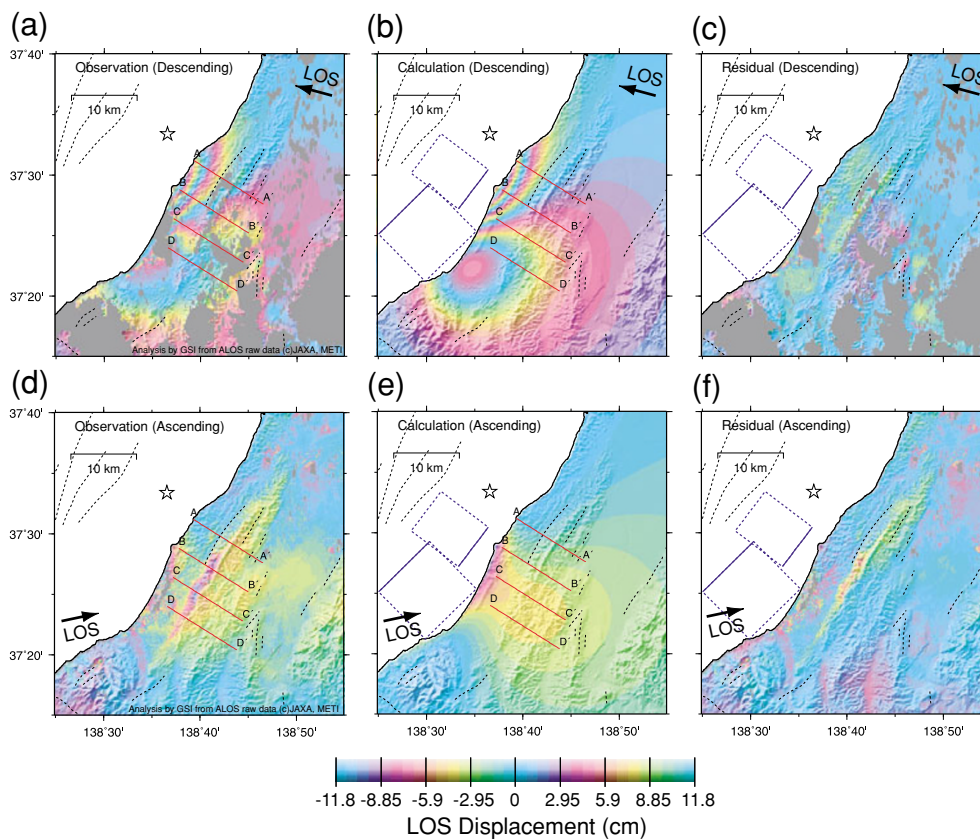 (a)
(b)
(c)
37˚40'
37˚30'
37˚20'
Observation (Descending)
LOS
10 km
A
B
C
D
A´
B´
C´
D´
Analysis by GSI from ALOS raw data (c)JAXA, METI
Calculation (Descending)
LOS
10 km
A
B
C
D
A´
B´
C´
D´
Residual (Descending)
LOS
10 km
(d)
(e)
(f)
37˚40'
37˚30'
37˚20'
Observation (Ascending)
10 km
A
B
C
D
A´
B´
C´
D´
LOS
Analysis by GSI from ALOS raw data (c)JAXA, METI
Calculation (Ascending)
10 km
A
B
C
D
A´
B´
C´
D´
LOS
Residual (Ascending)
10 km
LOS
138˚30' 138˚40' 138˚50'
138˚30' 138˚40' 138˚50'
138˚30' 138˚40' 138˚50'
-11.8 -8.85 -5.9 -2.95 0 2.95 5.9 8.85 11.8
LOS Displacement (cm)